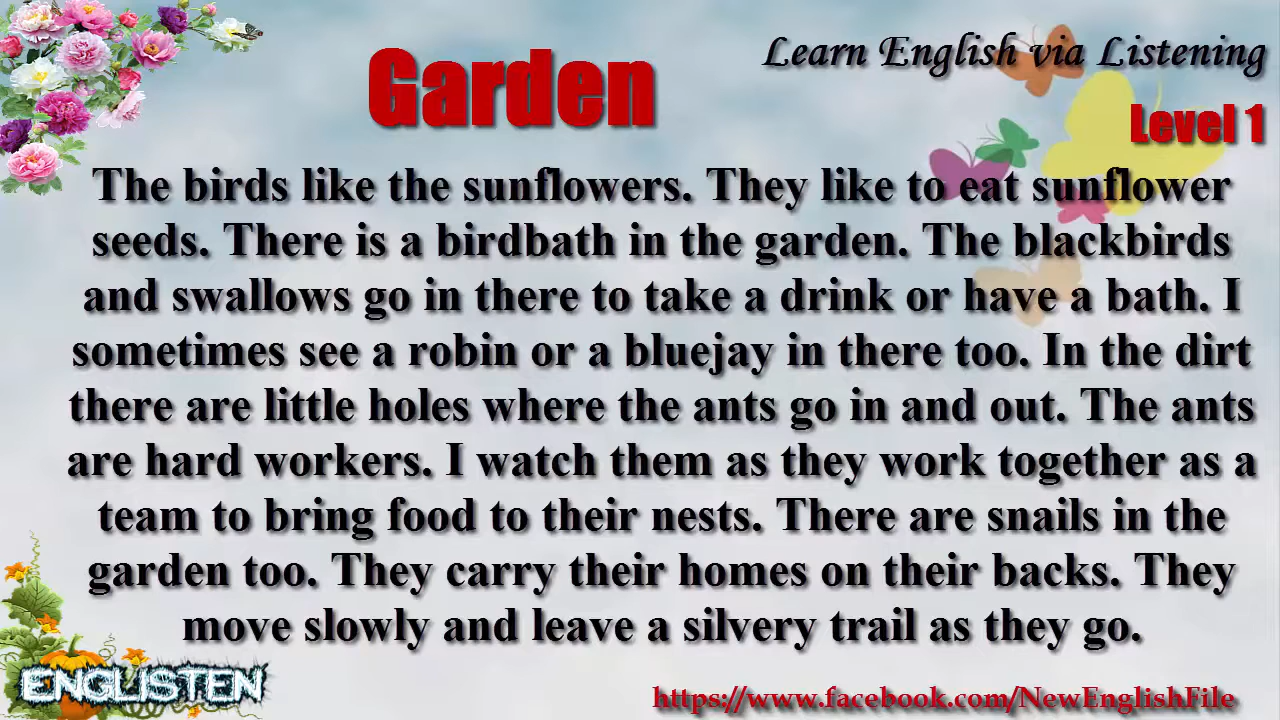 Learn English via Listening
Garden
Level 1
The birds like the sunflowers. They like to eat sunflower
seeds. There is a birdbath in the garden. The blackbirds
and swallows go in there to take a drink or have a bath. I
sometimes see a robin or a bluejay in there too. In the dirt
there are little holes where the ants go in and out. The ants
are hard workers. I watch them as they work together as a
team to bring food to their nests. There are snails in the
garden too. They carry their homes on their backs. They
move slowly and leave a silvery trail as they go.
ENGLISTEN
https://www.facebook.com/NewEnglishFile